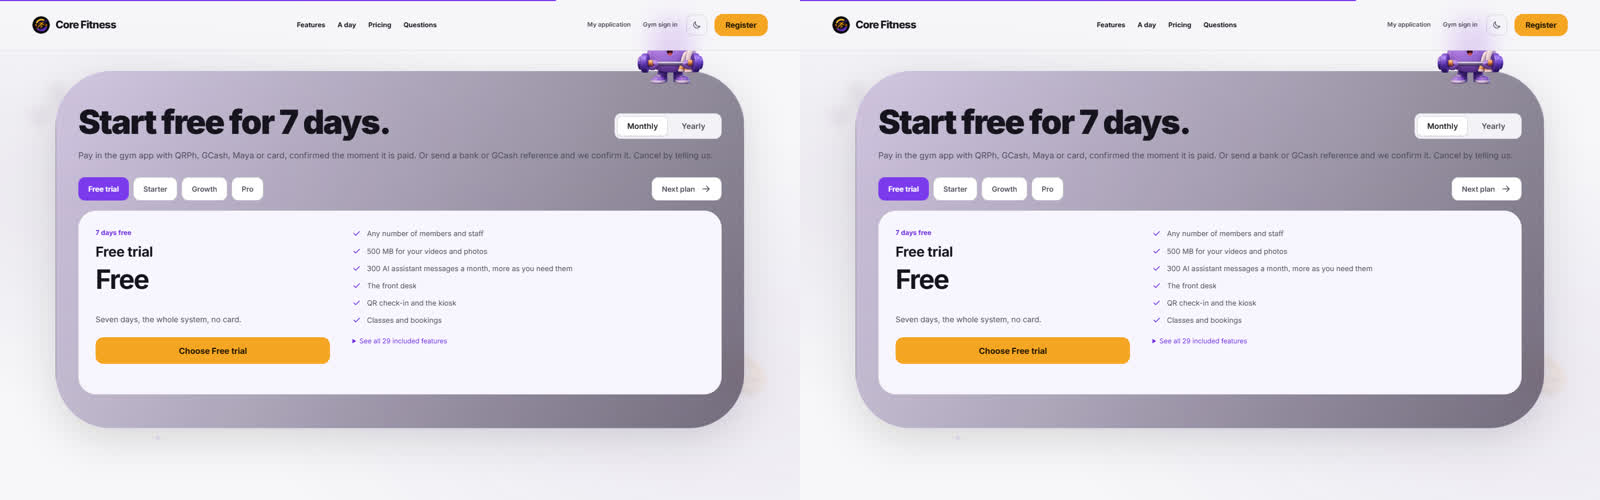 Core Fitness
Features A day Pricing Questions
My application Gym sign in Register
Start free for 7 days.
Monthly Yearly
Pay in the gym app with QRPh, GCash, Maya or card, confirmed the moment it is paid. Or send a bank or GCash reference and we confirm it. Cancel by telling us.
Free trial Starter Growth Pro
Next plan
7 days free
Free trial
Free
Seven days, the whole system, no card.
Choose Free trial
Any number of members and staff
500 MB for your videos and photos
300 AI assistant messages a month, more as you need them
The front desk
QR check-in and the kiosk
Classes and bookings
See all 29 included features
Core Fitness
Features A day Pricing Questions
My application Gym sign in Register
Start free for 7 days.
Monthly Yearly
Pay in the gym app with QRPh, GCash, Maya or card, confirmed the moment it is paid. Or send a bank or GCash reference and we confirm it. Cancel by telling us.
Free trial Starter Growth Pro
Next plan
7 days free
Free trial
Free
Seven days, the whole system, no card.
Choose Free trial
Any number of members and staff
500 MB for your videos and photos
300 AI assistant messages a month, more as you need them
The front desk
QR check-in and the kiosk
Classes and bookings
See all 29 included features